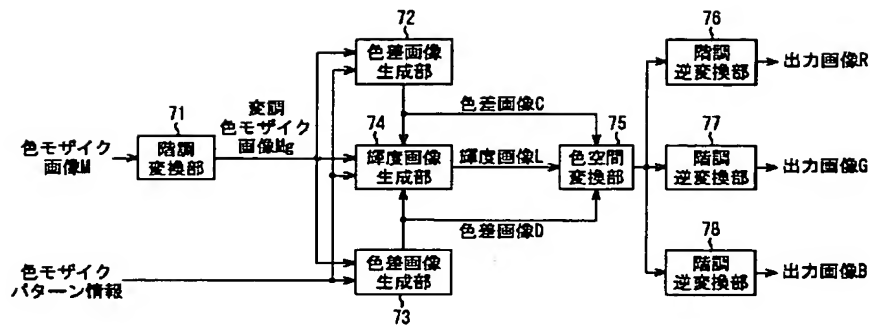 72
色差画像
生成部
76
階調
逆変換部
出力画像R
71
変調
色モザイク
画像Mg
色差画像C
色モザイク
画像M
階調
変換部
74
輝度画像
生成部
輝度画像L
75
色空間
変換部
77
階調
逆変換部
出力画像G
色差画像D
色モザイク
パターン情報
色差画像
生成部
73
78
階調
逆変換部
出力画像B